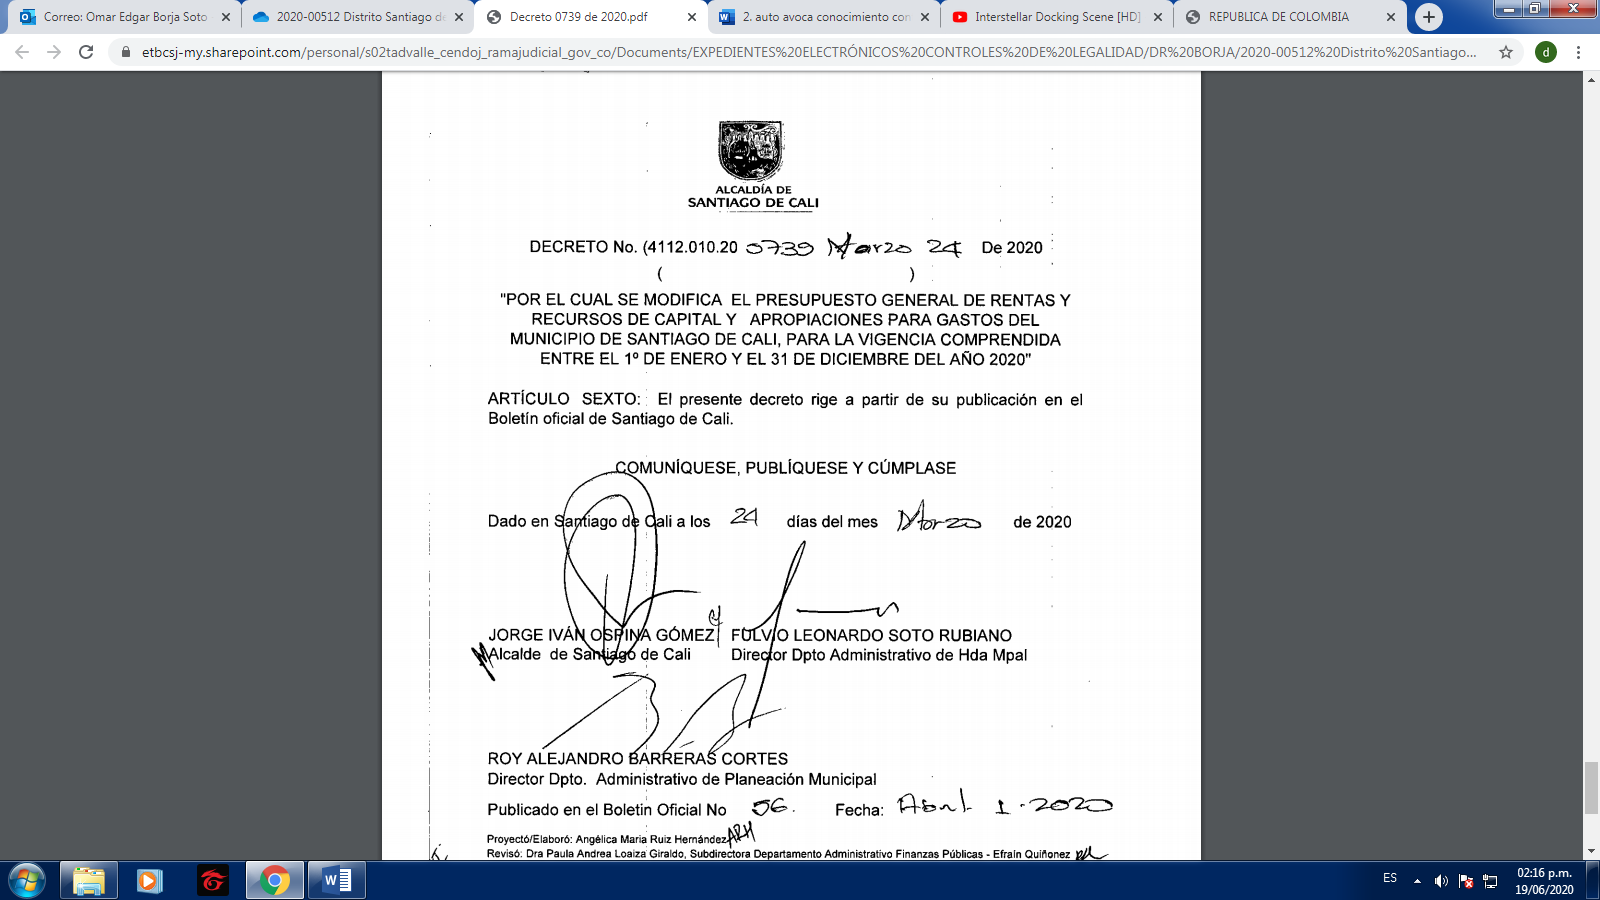 Correo: Omar Edgar Borja Soto
2020-00512 Distrito Santiago de
Decreto 0739 de 2020.pdf
2. auto avoca conocimiento con
Interstellar Docking Scene [HD]
REPUBLICA DE COLOMBIA
etbcsj-my.sharepoint.com/personal/s02tadvalle_cendoj_ramajudicial_gov_co/Documents/EXPEDIENTES%20ELECTRÓNICOS%20CONTROLES%20DE%20LEGALIDAD/DR%20BORJA/2020-00512%20Distrito%20Santiago...
d
ALCALDÍA DE
SANTIAGO DE CALI
DECRETO No. (4112.010.20 0739 Marzo 24 De 2020
( )
"POR EL CUAL SE MODIFICA EL PRESUPUESTO GENERAL DE RENTAS Y
RECURSOS DE CAPITAL Y APROPIACIONES PARA GASTOS DEL
MUNICIPIO DE SANTIAGO DE CALI, PARA LA VIGENCIA COMPRENDIDA
ENTRE EL 1º DE ENERO Y EL 31 DE DICIEMBRE DEL AÑO 2020"
ARTÍCULO SEXTO: El presente decreto rige a partir de su publicación en el
Boletín oficial de Santiago de Cali.
COMUNÍQUESE, PUBLÍQUESE Y CÚMPLASE
Dado en Santiago de Cali a los 24 días del mes Marzo de 2020
JORGE IVÁN OSPINA GÓMEZ FULVIO LEONARDO SOTO RUBIANO
Alcalde de Santiago de Cali Director Dpto Administrativo de Hda Mpal
ROY ALEJANDRO BARRERAS CORTES
Director Dpto. Administrativo de Planeación Municipal
Publicado en el Boletín Oficial No 56. Fecha: Abril 1-2020
Proyectó/Elaboró: Angélica Maria Ruiz Hernández ARH
Revisó: Dra Paula Andrea Loaiza Giraldo, Subdirectora Departamento Administrativo Finanzas Públicas - Efraín Quiñonez
ES
02:16 p.m.
19/06/2020